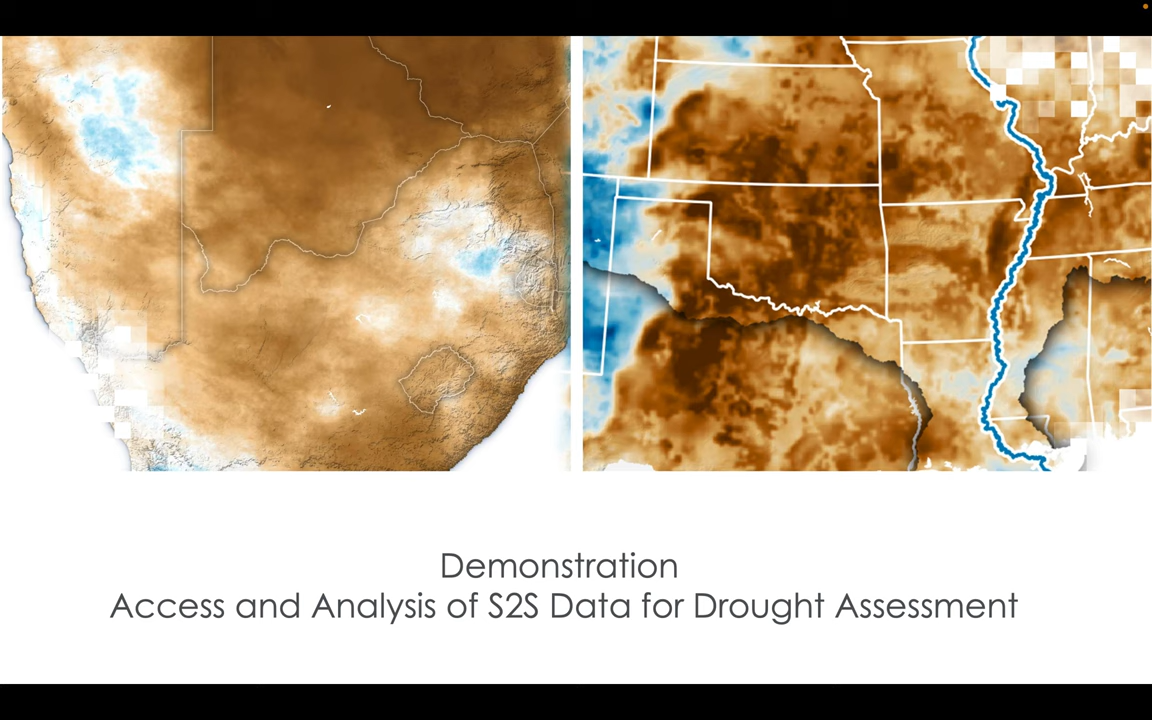 Demonstration
Access and Analysis of S2S Data for Drought Assessment